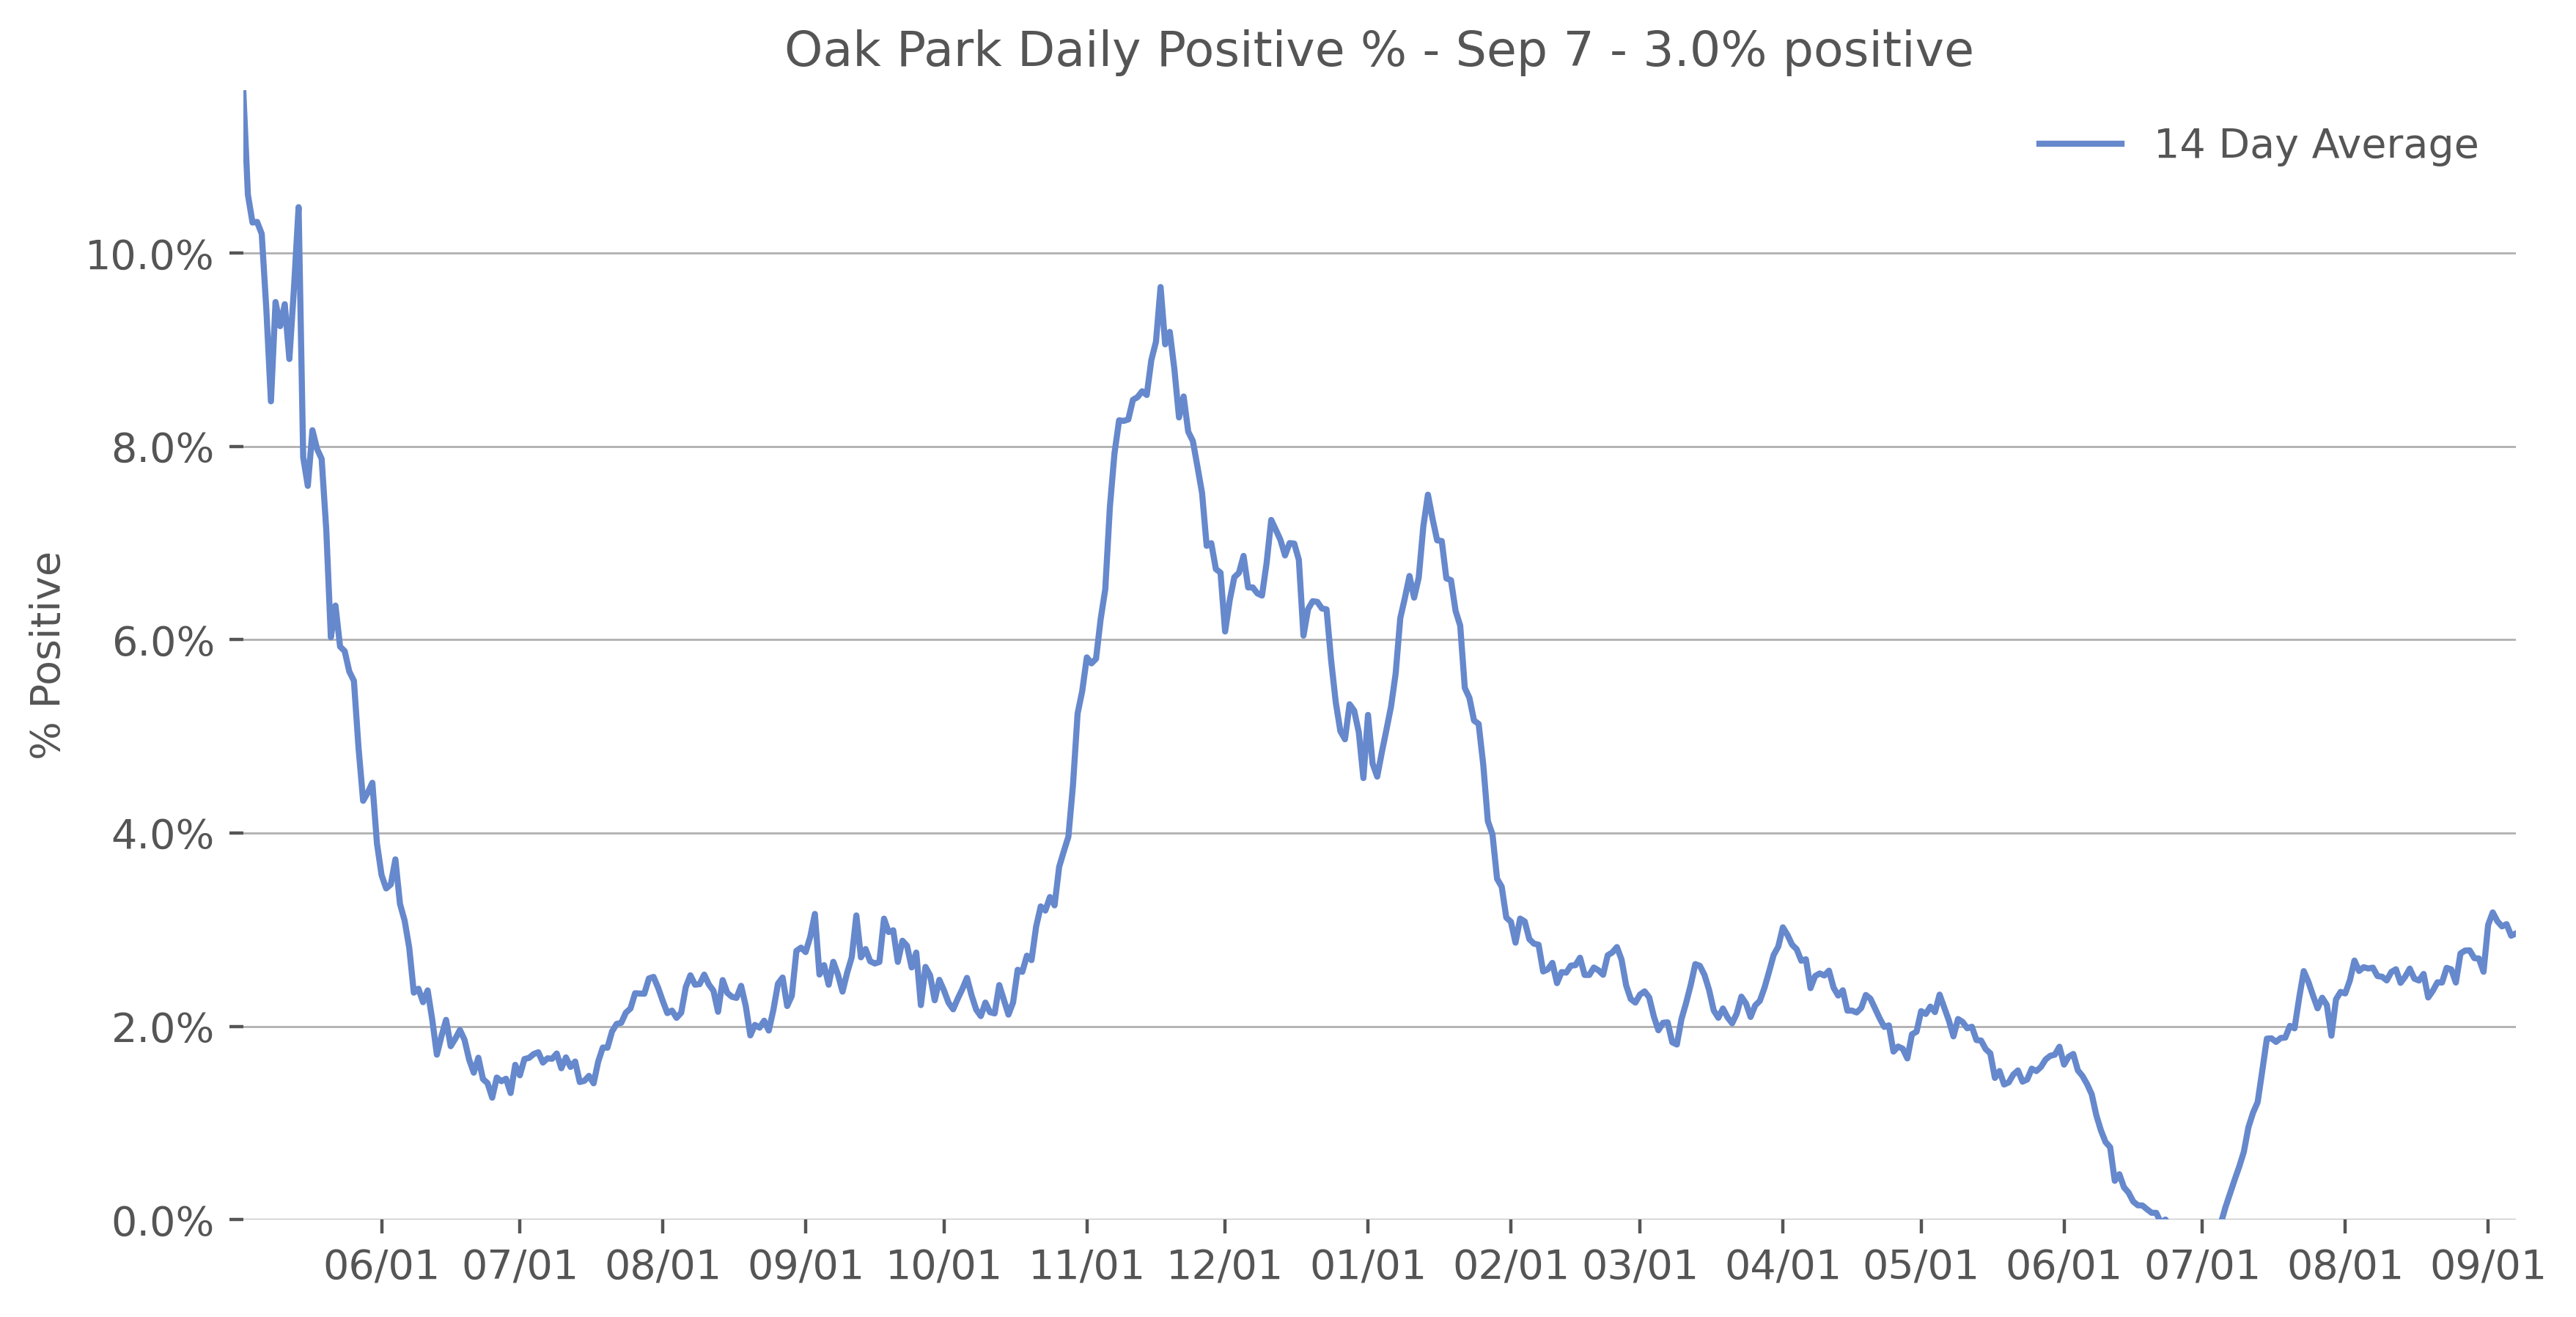 Oak Park Daily Positive % - Sep 7 - 3.0% positive
14 Day Average
10.0%
8.0%
6.0%
4.0%
2.0%
0.0%
% Positive
06/01 07/01 08/01 09/01 10/01 11/01 12/01 01/01 02/01 03/01 04/01 05/01 06/01 07/01 08/01 09/01